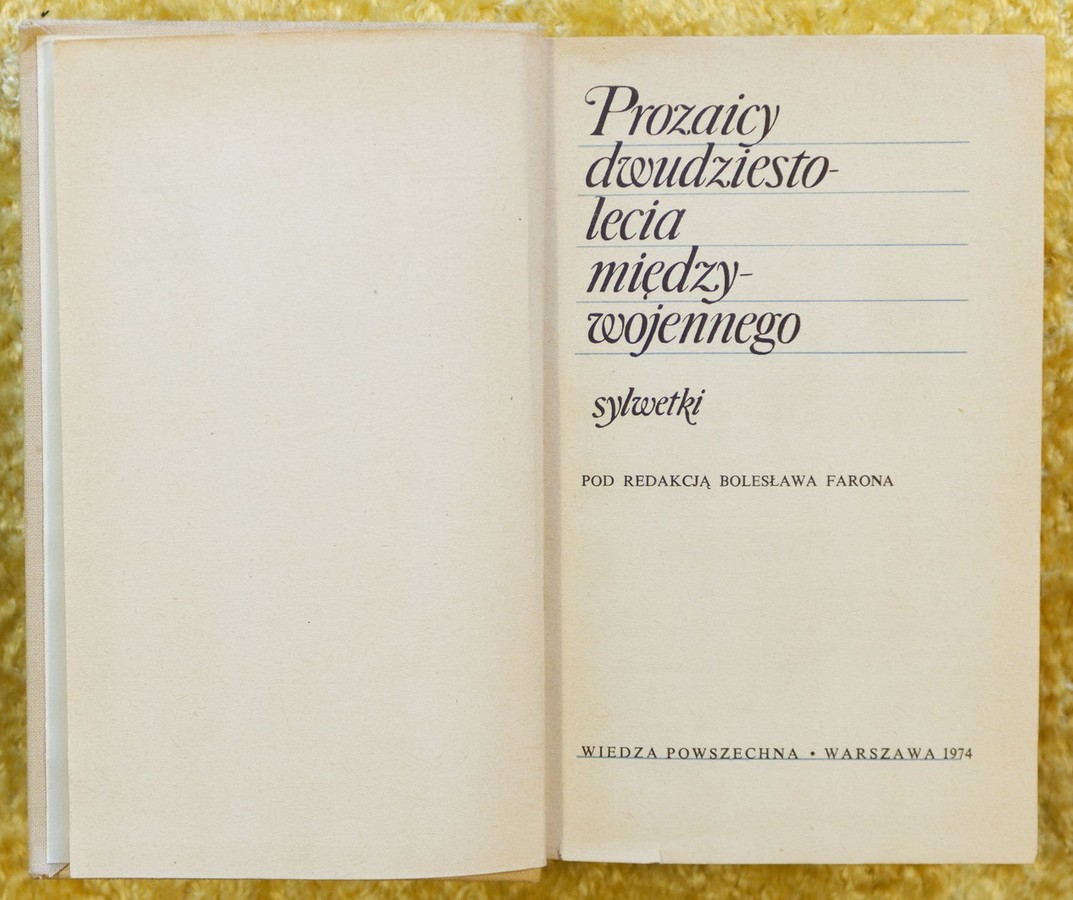 Prozaicy
dwudziesto-
lecia
między-
wojennego
sylwetki
POD REDAKCJĄ BOLESŁAWA FARONA
WIEDZA POWSZECHNA • WARSZAWA 1974